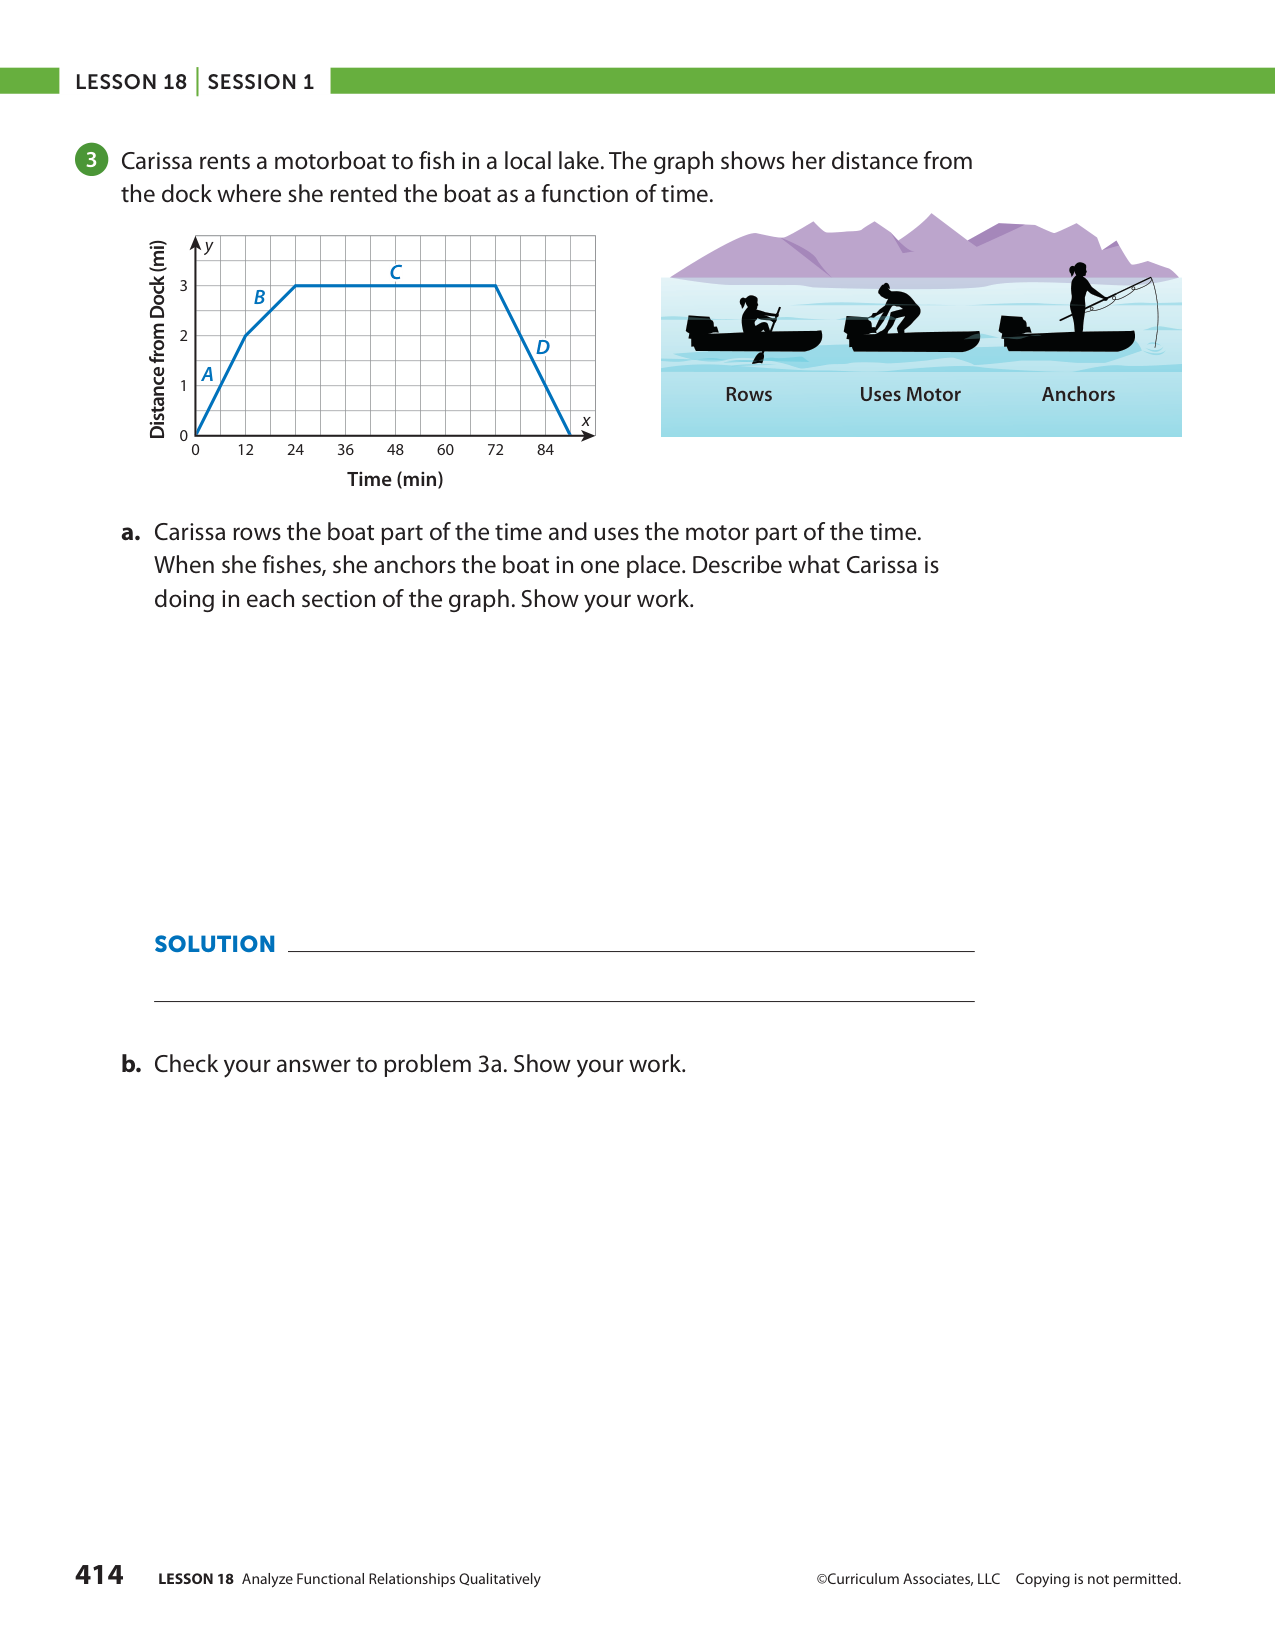 LESSON 18 | SESSION 1
3 Carissa rents a motorboat to fish in a local lake. The graph shows her distance from
the dock where she rented the boat as a function of time.
Distance from Dock (mi)
y
3
2
1
0
A
B
C
D
x
0 12 24 36 48 60 72 84
Time (min)
Rows Uses Motor Anchors
a. Carissa rows the boat part of the time and uses the motor part of the time.
When she fishes, she anchors the boat in one place. Describe what Carissa is
doing in each section of the graph. Show your work.
SOLUTION
b. Check your answer to problem 3a. Show your work.
414 LESSON 18 Analyze Functional Relationships Qualitatively ©Curriculum Associates, LLC Copying is not permitted.